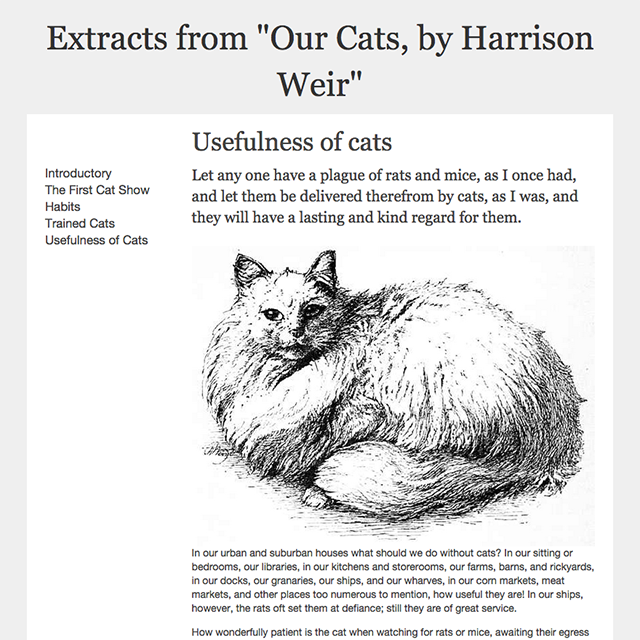 Extracts from "Our Cats, by Harrison
Weir"
Introductory
The First Cat Show
Habits
Trained Cats
Usefulness of Cats
Usefulness of cats
Let any one have a plague of rats and mice, as I once had,
and let them be delivered therefrom by cats, as I was, and
they will have a lasting and kind regard for them.
In our urban and suburban houses what should we do without cats? In our sitting or
bedrooms, our libraries, in our kitchens and storerooms, our farms, barns, and rickyards,
in our docks, our granaries, our ships, and our wharves, in our corn markets, meat
markets, and other places too numerous to mention, how useful they are! In our ships,
however, the rats oft set them at defiance; still they are of great service.
How wonderfully patient is the cat when watching for rats or mice, awaiting their egress